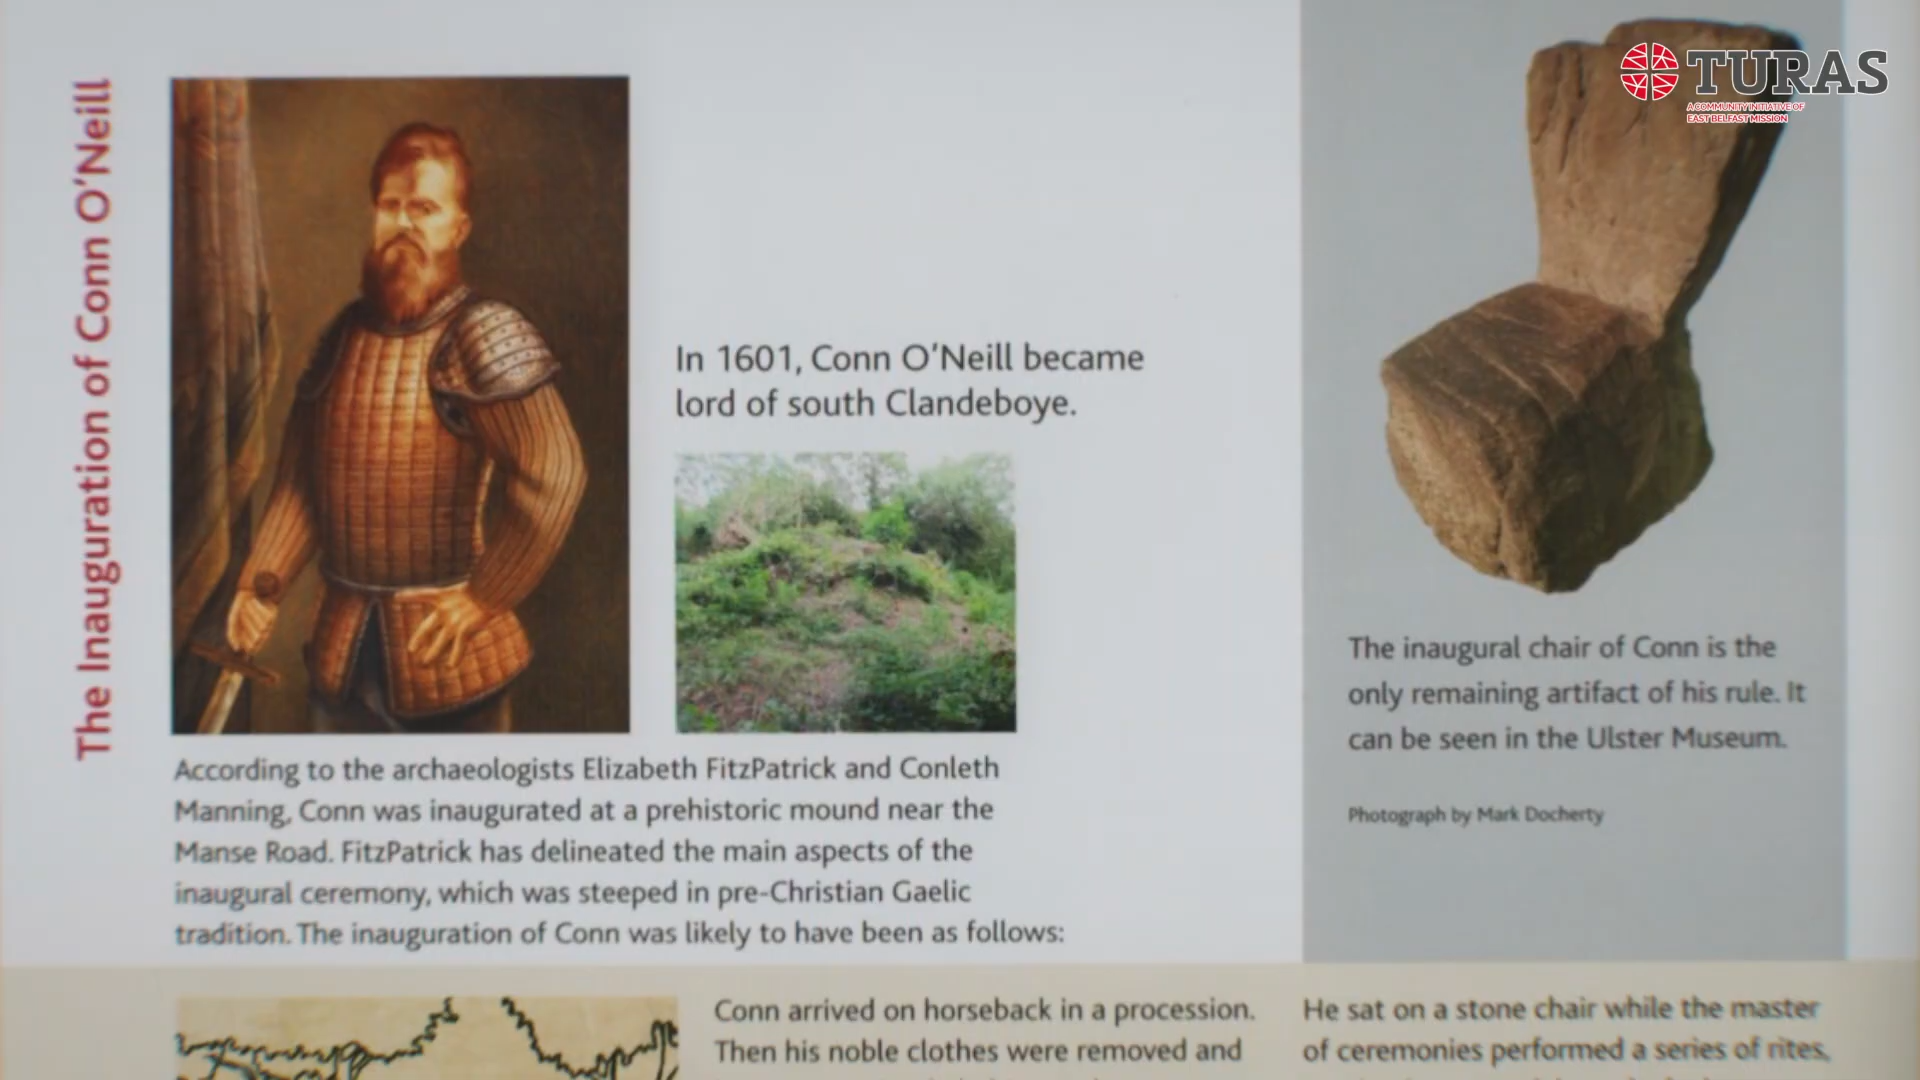 The Inauguration of Conn O'Neill
TURAS
A COMMUNITY INITIATIVE OF
EAST BELFAST MISSION
In 1601, Conn O'Neill became
lord of south Clandeboye.
According to the archaeologists Elizabeth FitzPatrick and Conleth
Manning, Conn was inaugurated at a prehistoric mound near the
Manse Road. FitzPatrick has delineated the main aspects of the
inaugural ceremony, which was steeped in pre-Christian Gaelic
tradition. The inauguration of Conn was likely to have been as follows:
The inaugural chair of Conn is the
only remaining artifact of his rule. It
can be seen in the Ulster Museum.
Photograph by Mark Docherty
Conn arrived on horseback in a procession.
Then his noble clothes were removed and
He sat on a stone chair while the master
of ceremonies performed a series of rites,